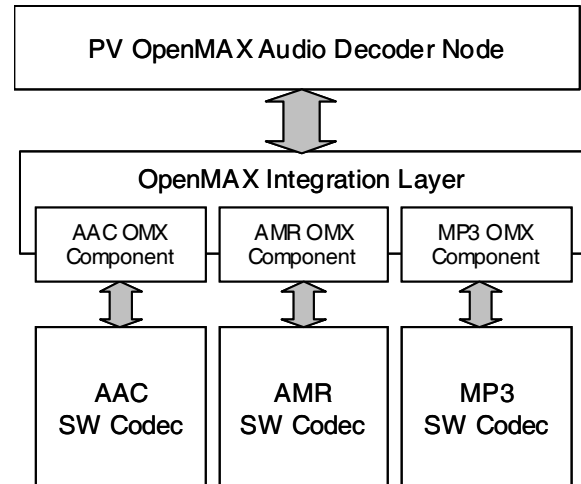 PV OpenMAX Audio Decoder Node
OpenMAX Integration Layer
AAC OMX
Component
AMR OMX
Component
MP3 OMX
Component
AAC
SW Codec
AMR
SW Codec
MP3
SW Codec